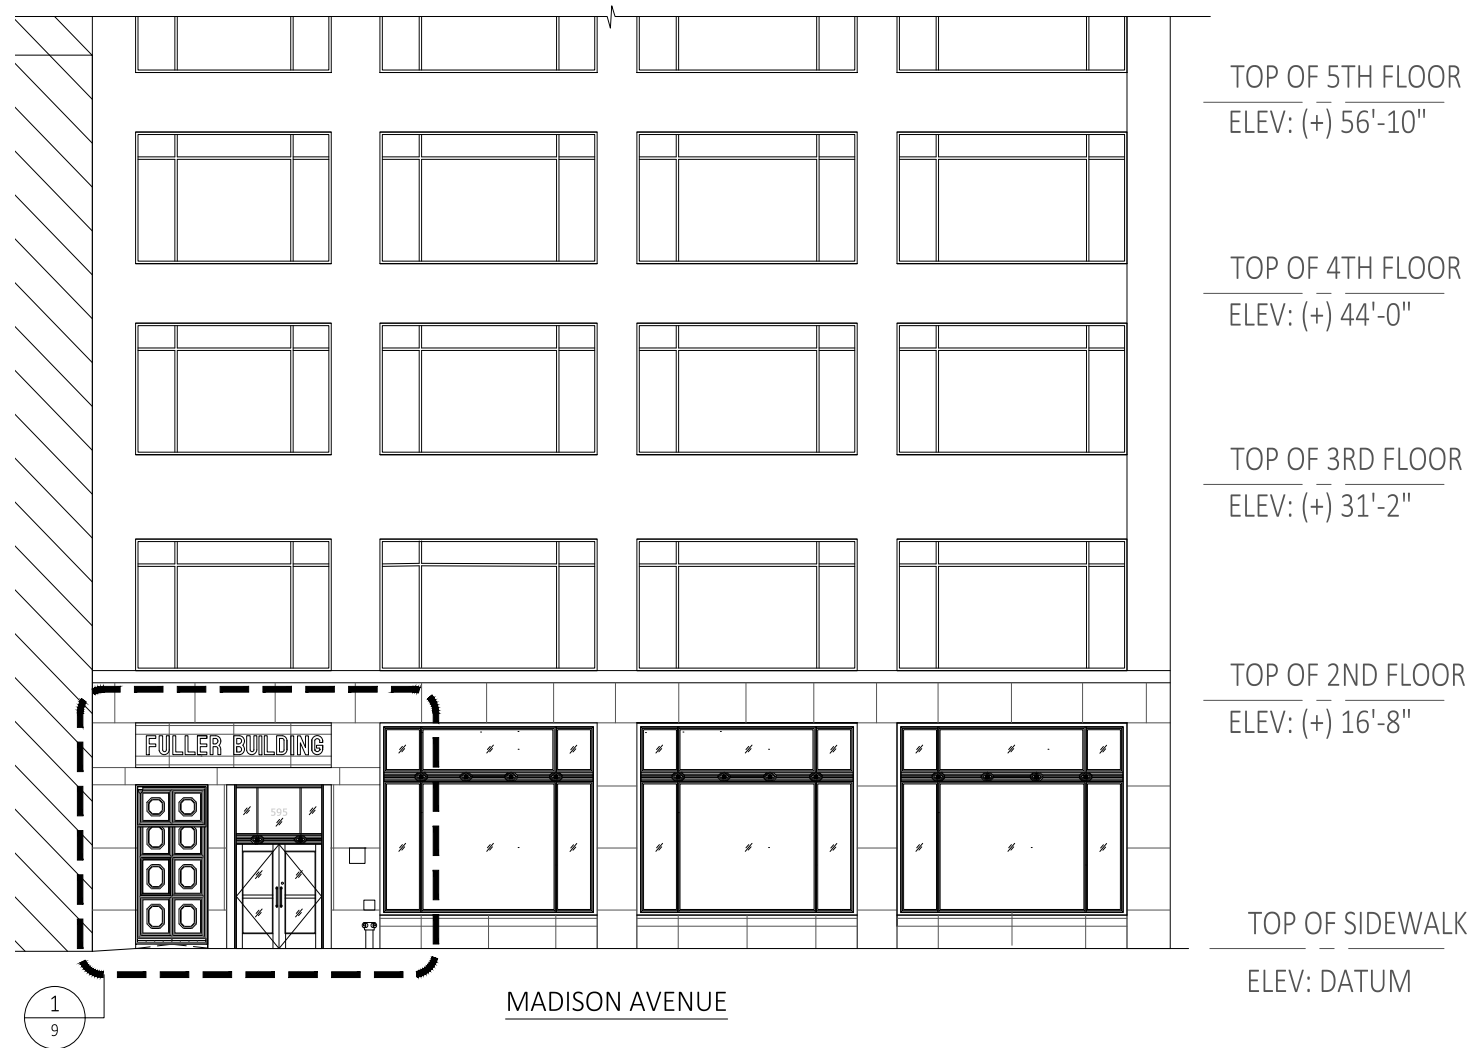 TOP OF 5TH FLOOR
ELEV: (+) 56'-10"
TOP OF 4TH FLOOR
ELEV: (+) 44'-0"
TOP OF 3RD FLOOR
ELEV: (+) 31'-2"
TOP OF 2ND FLOOR
ELEV: (+) 16'-8"
FULLER BUILDING
595
TOP OF SIDEWALK
ELEV: DATUM
MADISON AVENUE
1
9